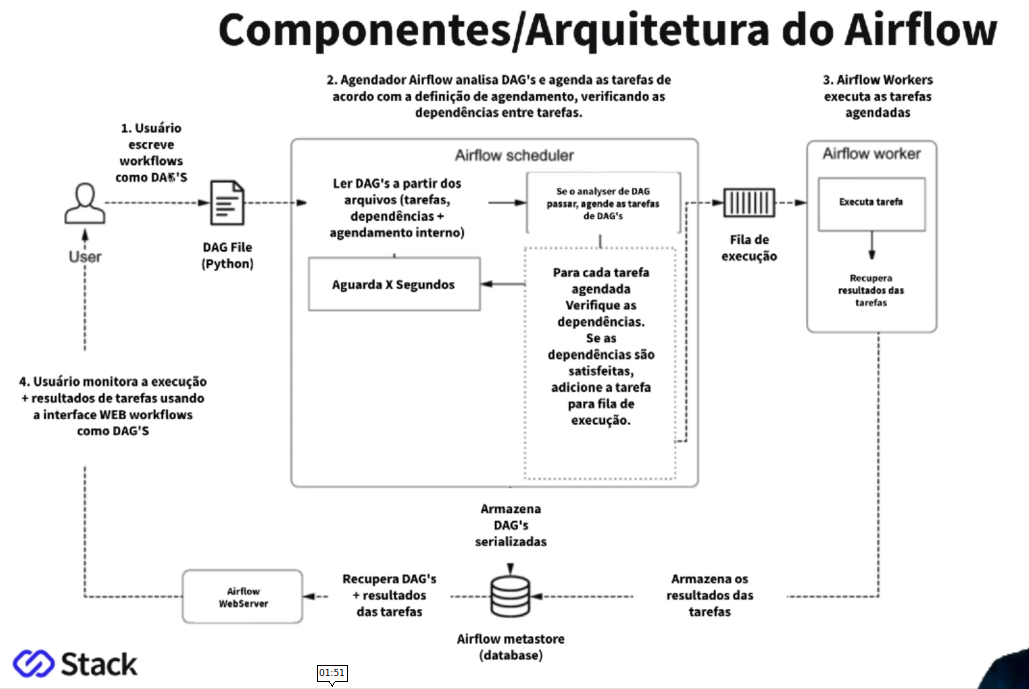 Componentes/Arquitetura do Airflow
2. Agendador Airflow analisa DAG's e agenda as tarefas de
acordo com a definição de agendamento, verificando as
dependências entre tarefas.
3. Airflow Workers
executa as tarefas
agendadas
1. Usuário
escreve
workflows
como DAG'S
Airflow scheduler
Airflow worker
Ler DAG's a partir dos
arquivos (tarefas,
dependências +
agendamento interno)
Se o analyser de DAG
passar, agende as tarefas
de DAG's
Executa tarefa
User
DAG File
(Python)
Fila de
execução
Aguarda X Segundos
Para cada tarefa
agendada
Verifique as
dependências.
Se as
dependências são
satisfeitas,
adicione a tarefa
para fila de
execução.
Recupera
resultados das
tarefas
4. Usuário monitora a execução
+ resultados de tarefas usando
a interface WEB workflows
como DAG'S
Armazena
DAG's
serializadas
Airflow
WebServer
Recupera DAG's
+ resultados
das tarefas
Armazena os
resultados das
tarefas
Airflow metastore
(database)
Stack
01:51